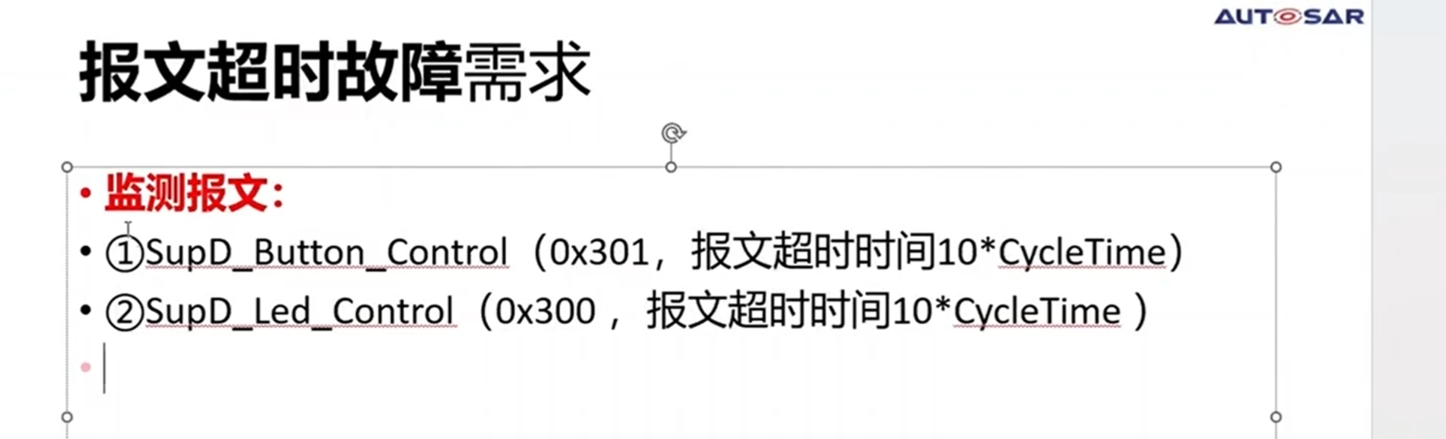 AUTOSAR
报文超时故障需求
• 监测报文：
• ①SupD_Button_Control（0x301，报文超时时间10*CycleTime）
• ②SupD_Led_Control（0x300 ，报文超时时间10*CycleTime ）